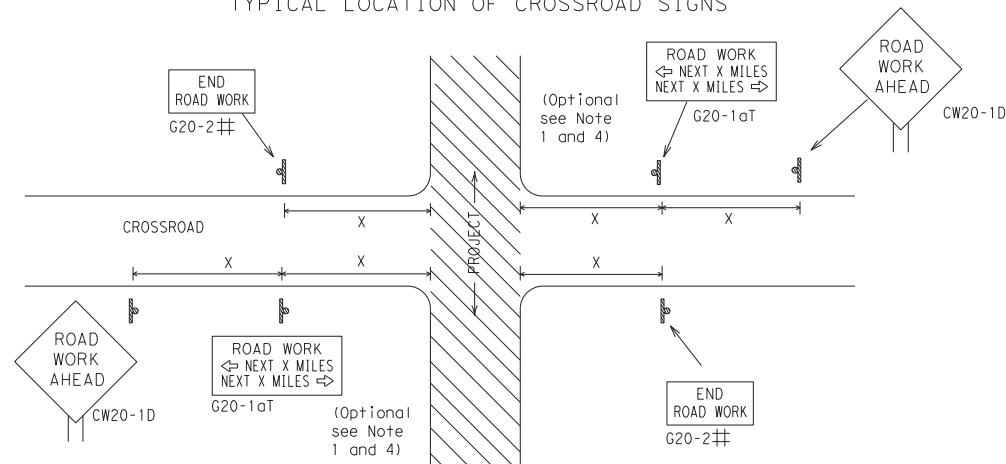 TYPICAL LOCATION OF CROSSROAD SIGNS
END
ROAD WORK
G20-2#
ROAD WORK
⇦ NEXT X MILES
NEXT X MILES ⇨
G20-1aT
(Optional
see Note
1 and 4)
ROAD
WORK
AHEAD
CW20-1D
CROSSROAD
X
X
X
PROJECT
X
X
X
ROAD
WORK
AHEAD
CW20-1D
ROAD WORK
⇦ NEXT X MILES
NEXT X MILES ⇨
G20-1aT
(Optional
see Note
1 and 4)
END
ROAD WORK
G20-2#